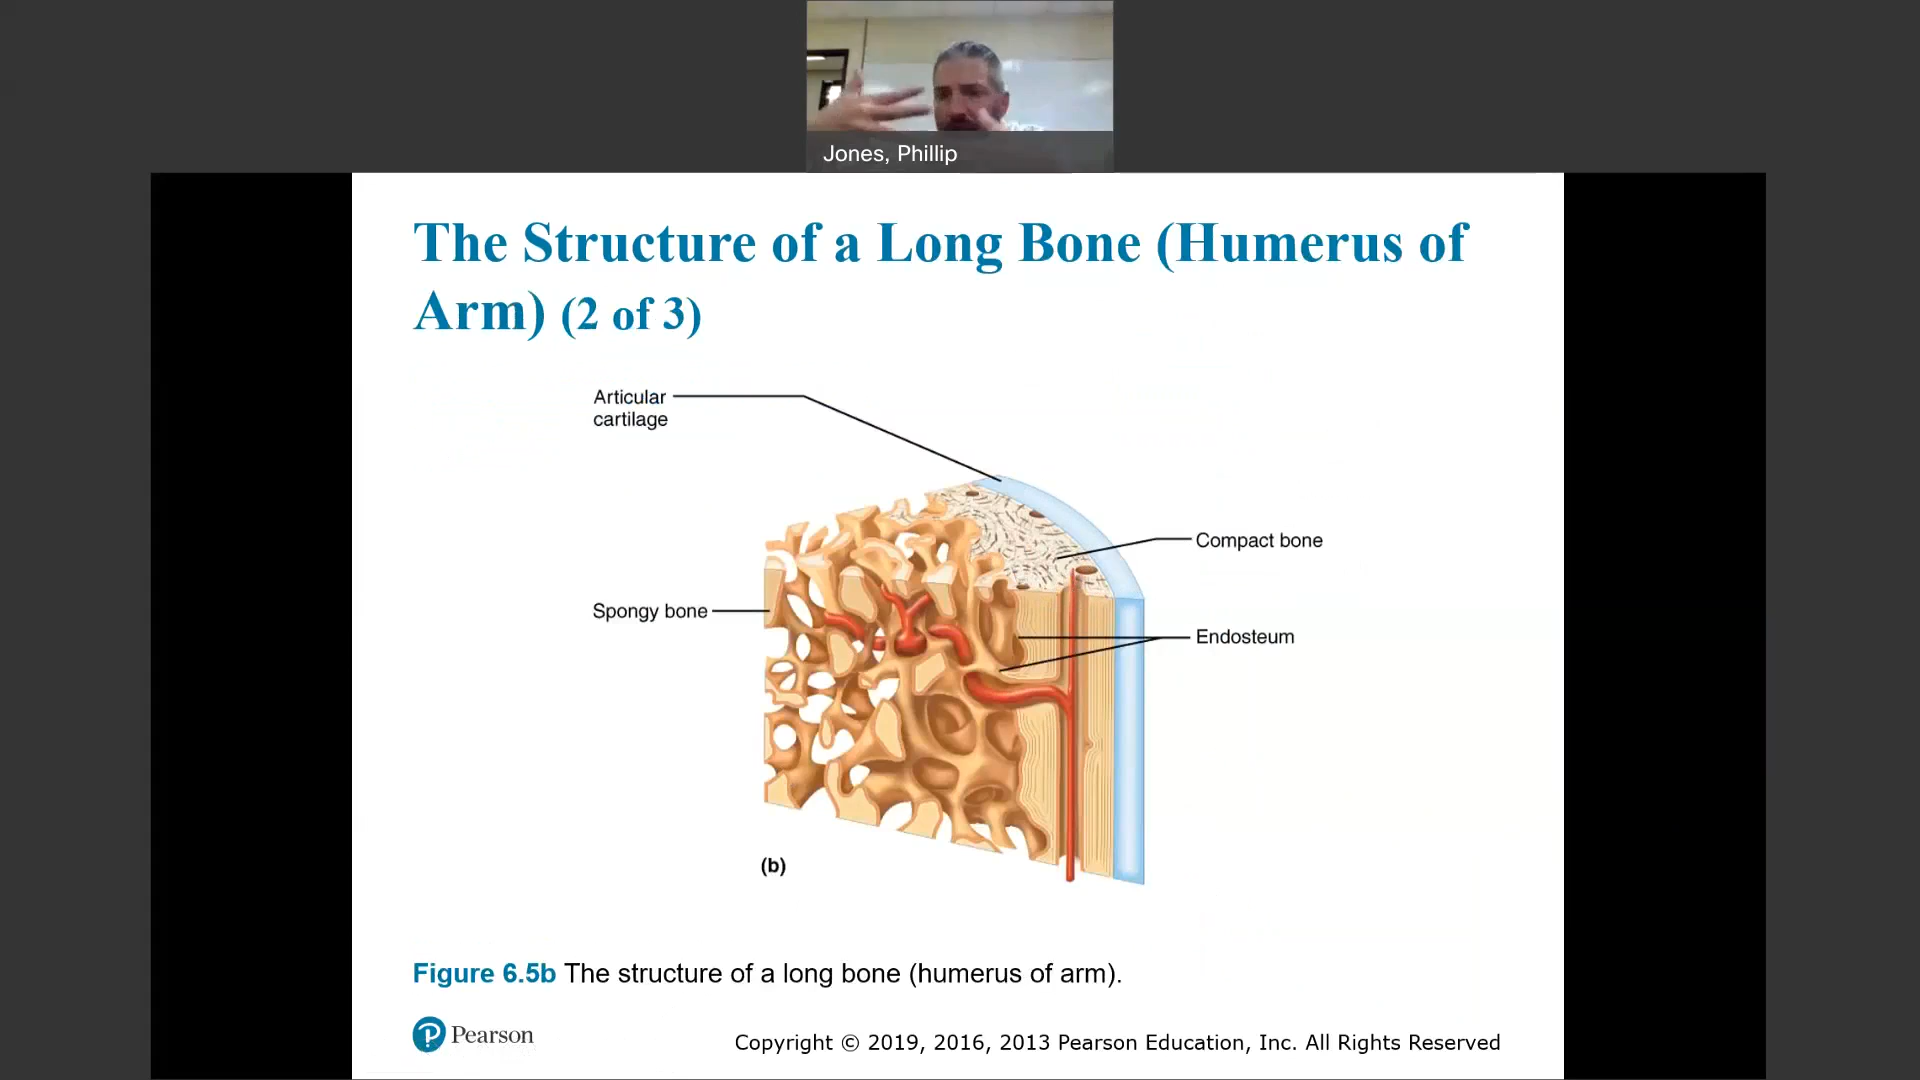 Jones, Phillip
The Structure of a Long Bone (Humerus of
Arm) (2 of 3)
Articular
cartilage
Compact bone
Spongy bone
Endosteum
(b)
Figure 6.5b The structure of a long bone (humerus of arm).
Pearson
Copyright © 2019, 2016, 2013 Pearson Education, Inc. All Rights Reserved